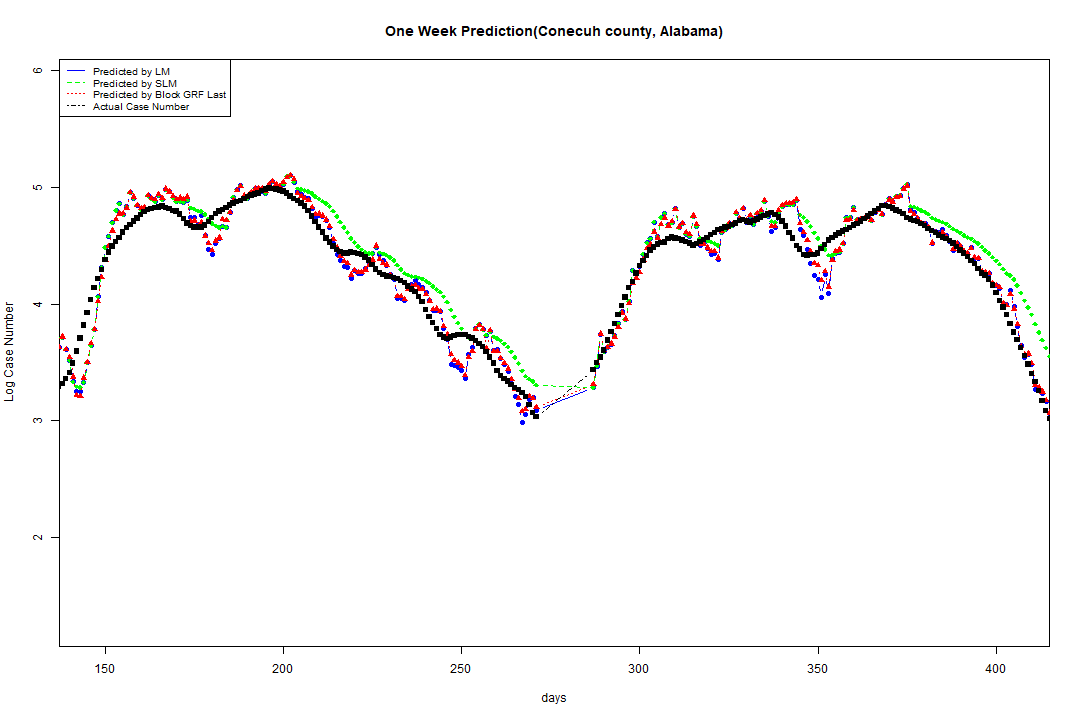 One Week Prediction(Conecuh county, Alabama)
Predicted by LM
Predicted by SLM
Predicted by Block GRF Last
Actual Case Number
6
5
4
3
2
Log Case Number
150 200 250 300 350 400
days